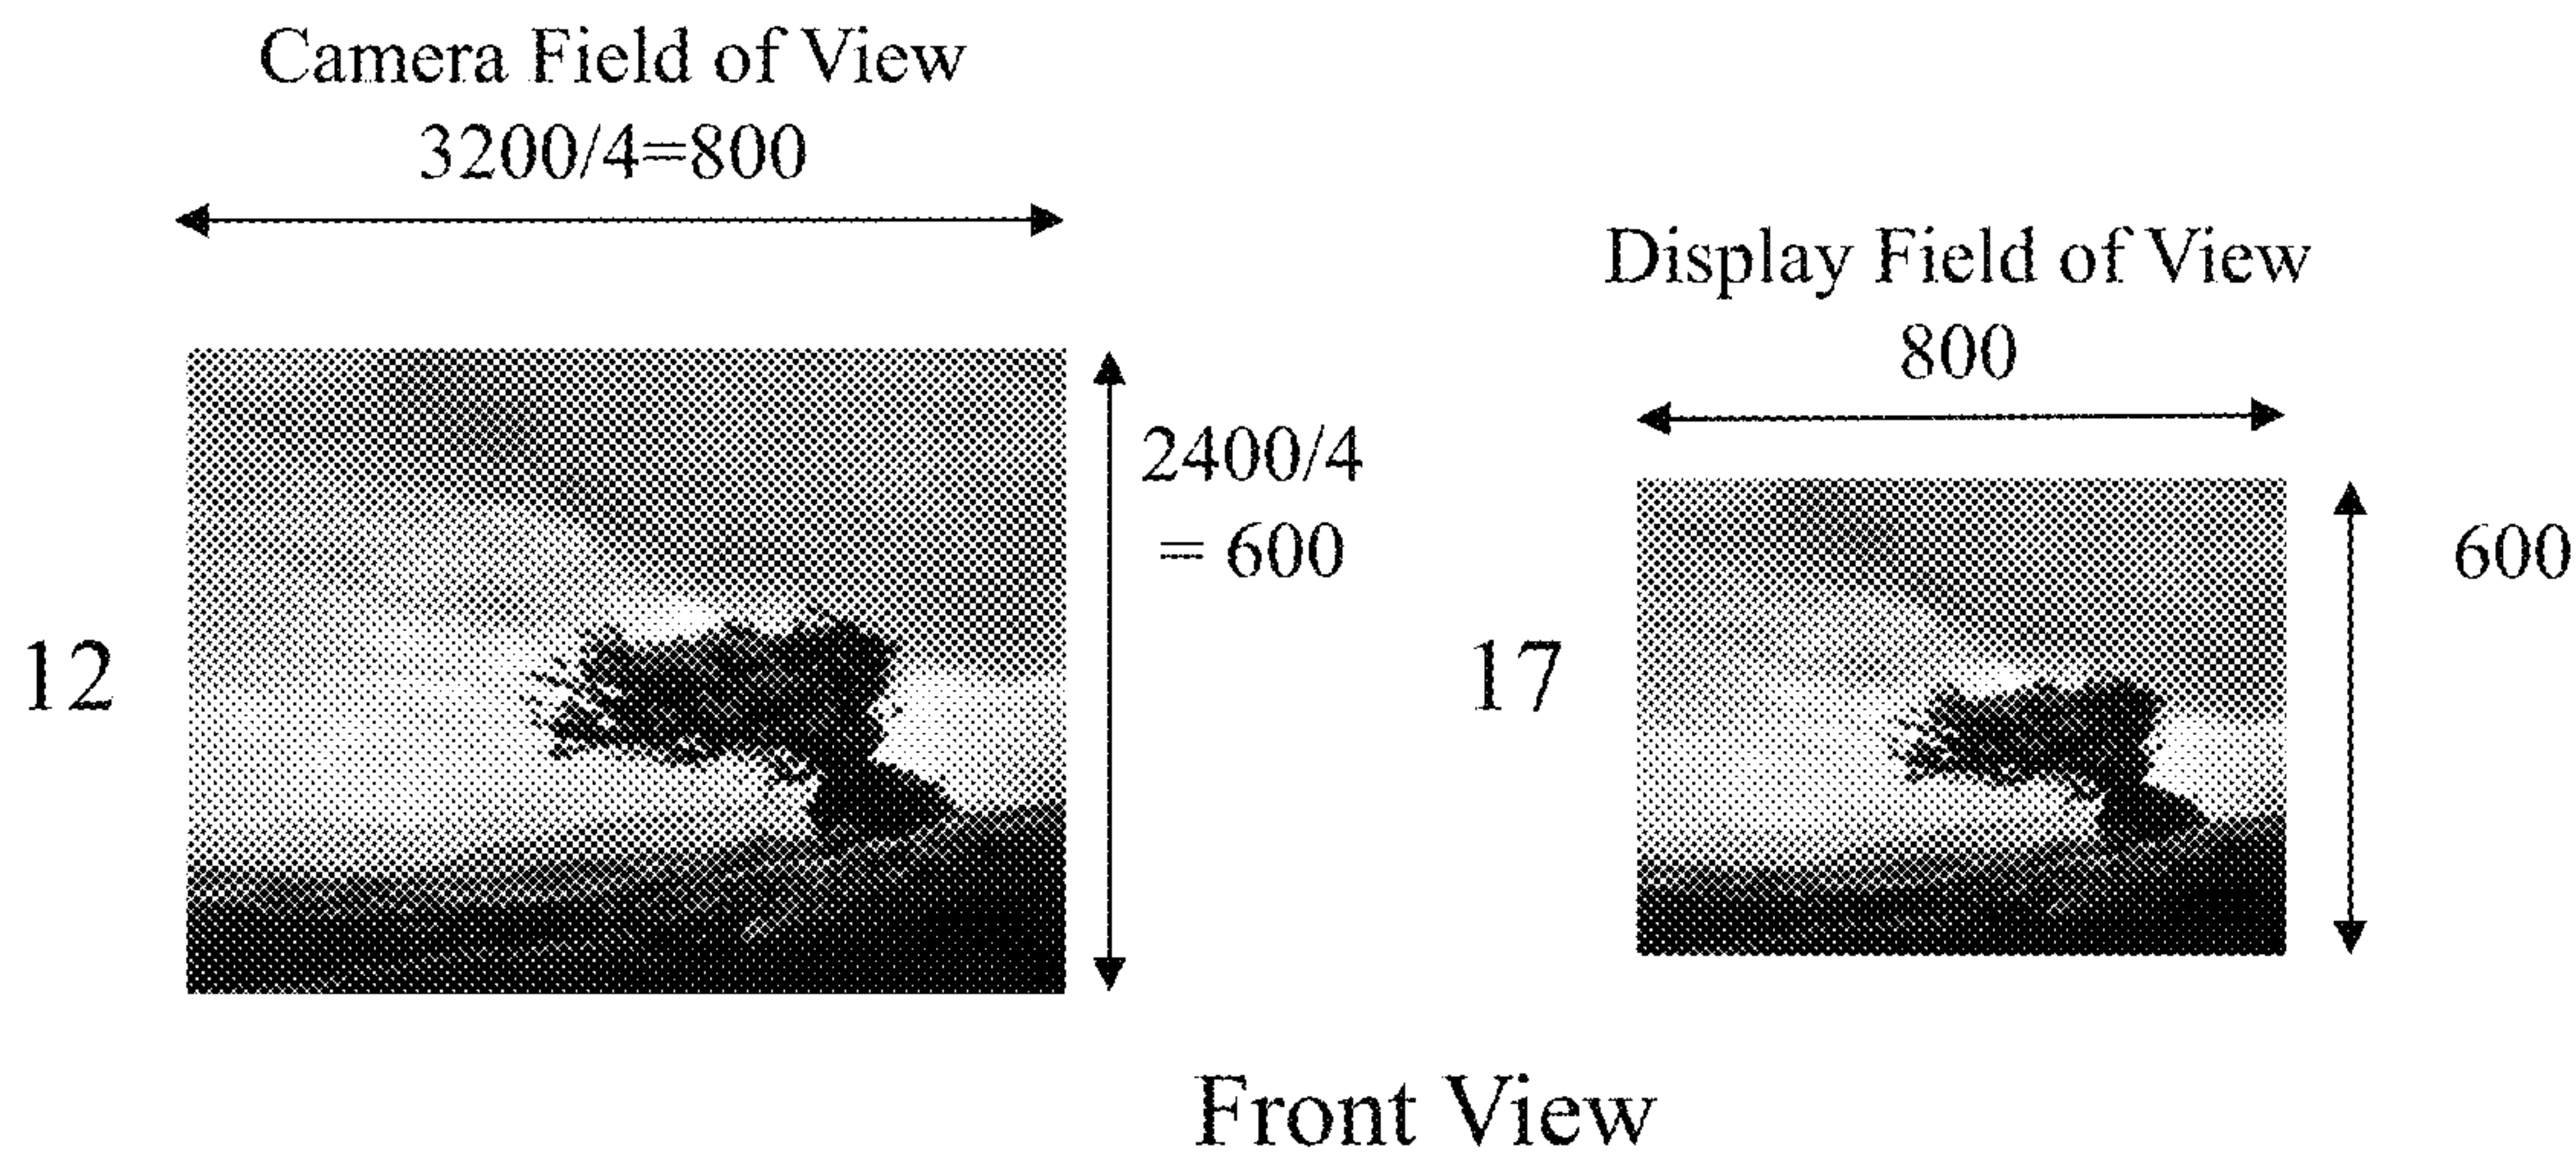 Camera Field of View
3200/4=800
2400/4
= 600
12
Display Field of View
800
600
17
Front View